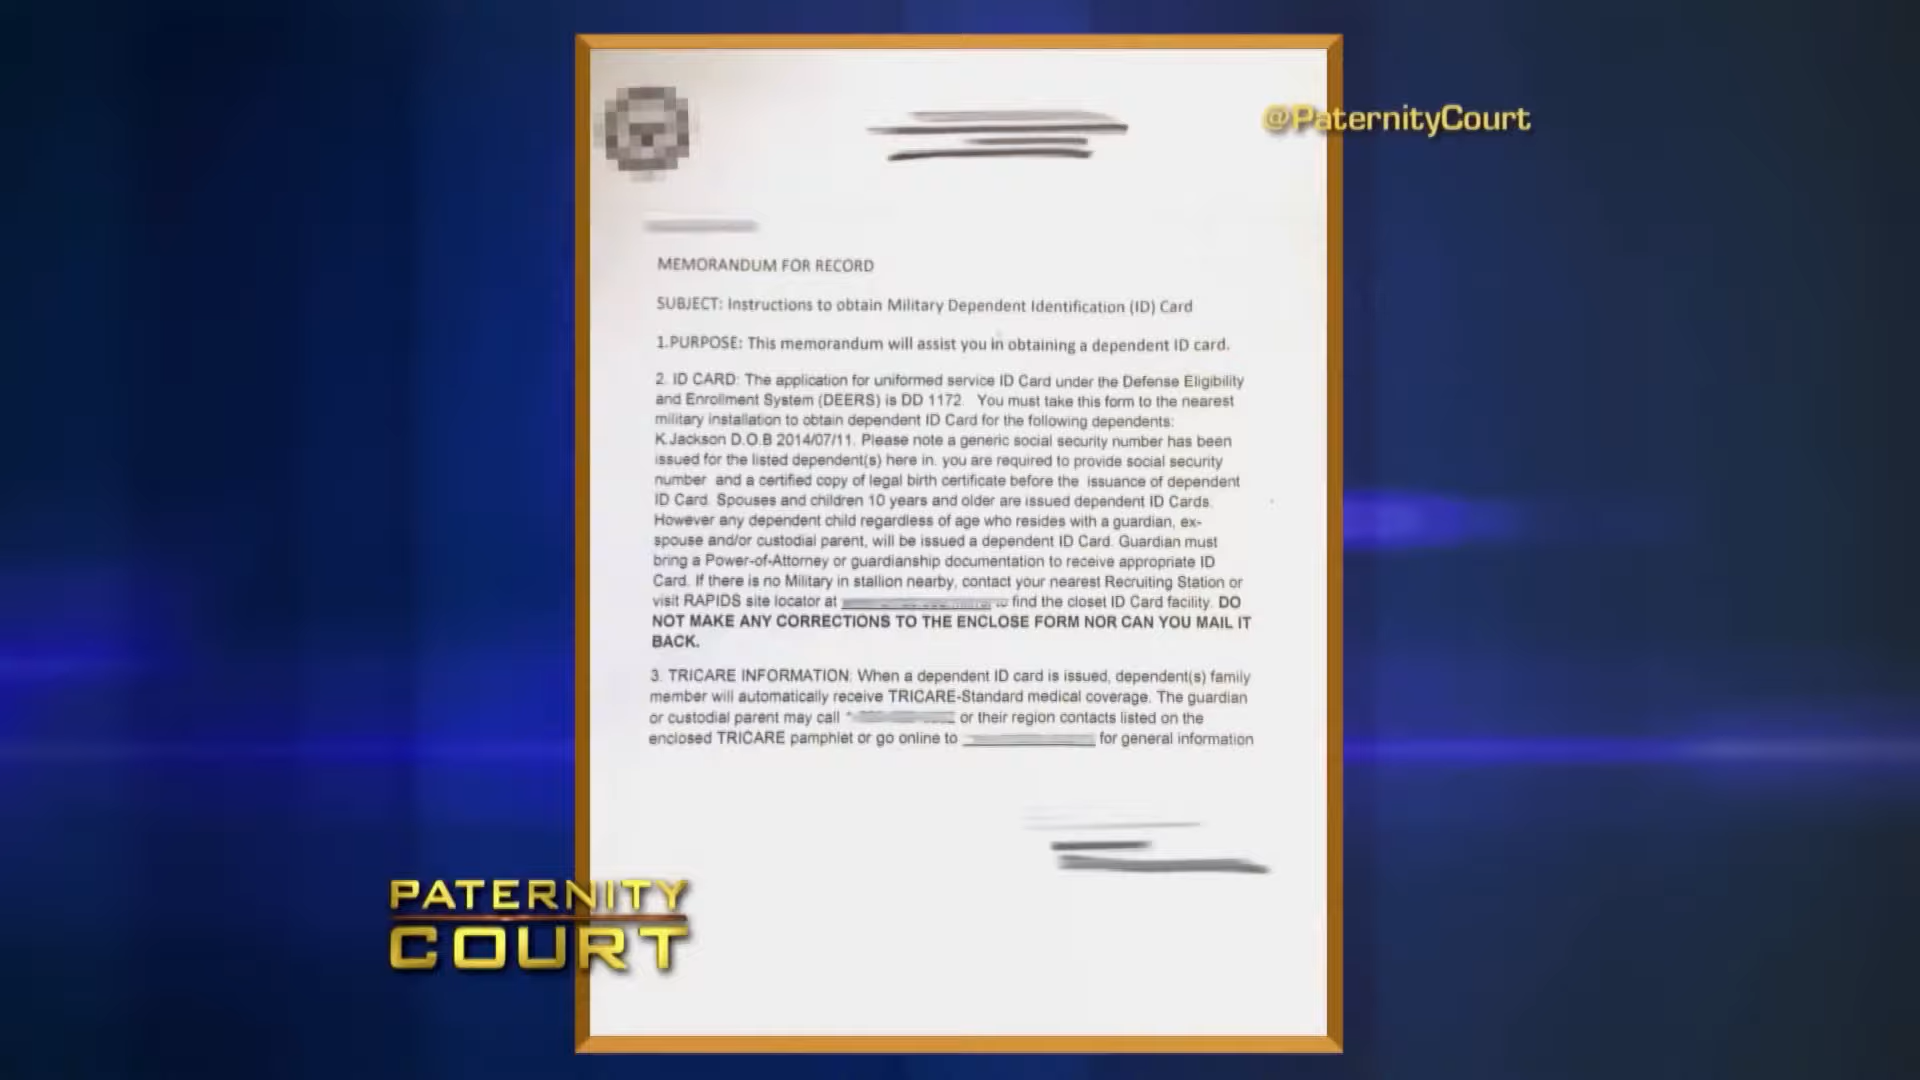 @PaternityCourt
MEMORANDUM FOR RECORD
SUBJECT: Instructions to obtain Military Dependent Identification (ID) Card
1.PURPOSE: This memorandum will assist you in obtaining a dependent ID card.
2. ID CARD: The application for uniformed service ID Card under the Defense Eligibility
and Enrollment System (DEERS) is DD 1172. You must take this form to the nearest
military installation to obtain dependent ID Card for the following dependents:
K.Jackson D.O.B 2014/07/11. Please note a generic social security number has been
issued for the listed dependent(s) here in. you are required to provide social security
number and a certified copy of legal birth certificate before the issuance of dependent
ID Card. Spouses and children 10 years and older are issued dependent ID Cards.
However any dependent child regardless of age who resides with a guardian, ex-
spouse and/or custodial parent, will be issued a dependent ID Card. Guardian must
bring a Power-of-Attorney or guardianship documentation to receive appropriate ID
Card. If there is no Military in stallion nearby, contact your nearest Recruiting Station or
visit RAPIDS site locator at to find the closet ID Card facility. DO
NOT MAKE ANY CORRECTIONS TO THE ENCLOSE FORM NOR CAN YOU MAIL IT
BACK.
3. TRICARE INFORMATION: When a dependent ID card is issued, dependent(s) family
member will automatically receive TRICARE-Standard medical coverage. The guardian
or custodial parent may call or their region contacts listed on the
enclosed TRICARE pamphlet or go online to for general information
PATERNITY
COURT